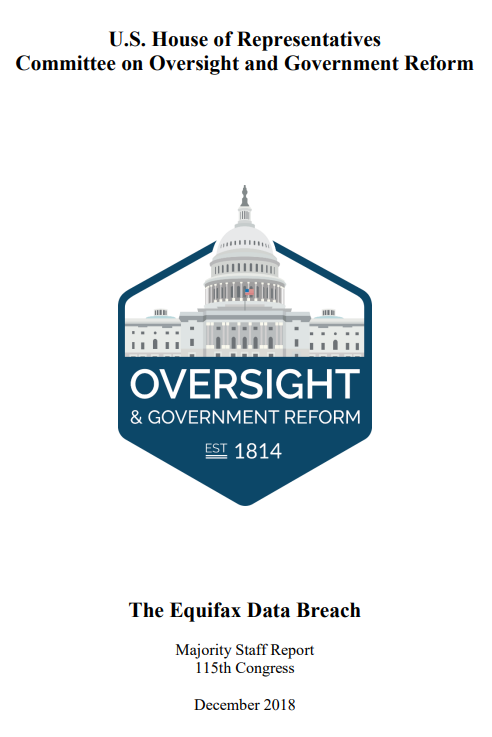 U.S. House of Representatives
Committee on Oversight and Government Reform
OVERSIGHT
& GOVERNMENT REFORM
EST 1814
The Equifax Data Breach
Majority Staff Report
115th Congress
December 2018